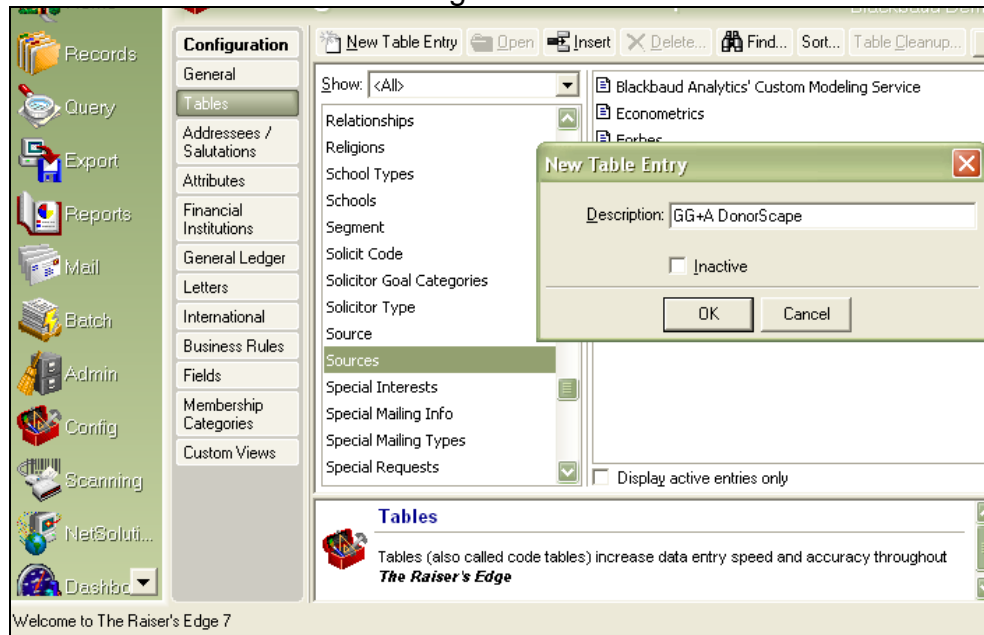 Records
Query
Export
Reports
Mail
Batch
Admin
Config
Scanning
NetSoluti...
Dashbo
Configuration
General
Tables
Addressees /
Salutations
Attributes
Financial
Institutions
General Ledger
Letters
International
Business Rules
Fields
Membership
Categories
Custom Views
New Table Entry Open Insert Delete... Find... Sort... Table Cleanup...
Show: <All>
Relationships
Religions
School Types
Schools
Segment
Solicit Code
Solicitor Goal Categories
Solicitor Type
Source
Sources
Special Interests
Special Mailing Info
Special Mailing Types
Special Requests
Blackbaud Analytics' Custom Modeling Service
Econometrics
Forbes
New Table Entry
Description: GG+A DonorScape
Inactive
OK Cancel
Display active entries only
Tables
Tables (also called code tables) increase data entry speed and accuracy throughout
The Raiser's Edge
Welcome to The Raiser's Edge 7